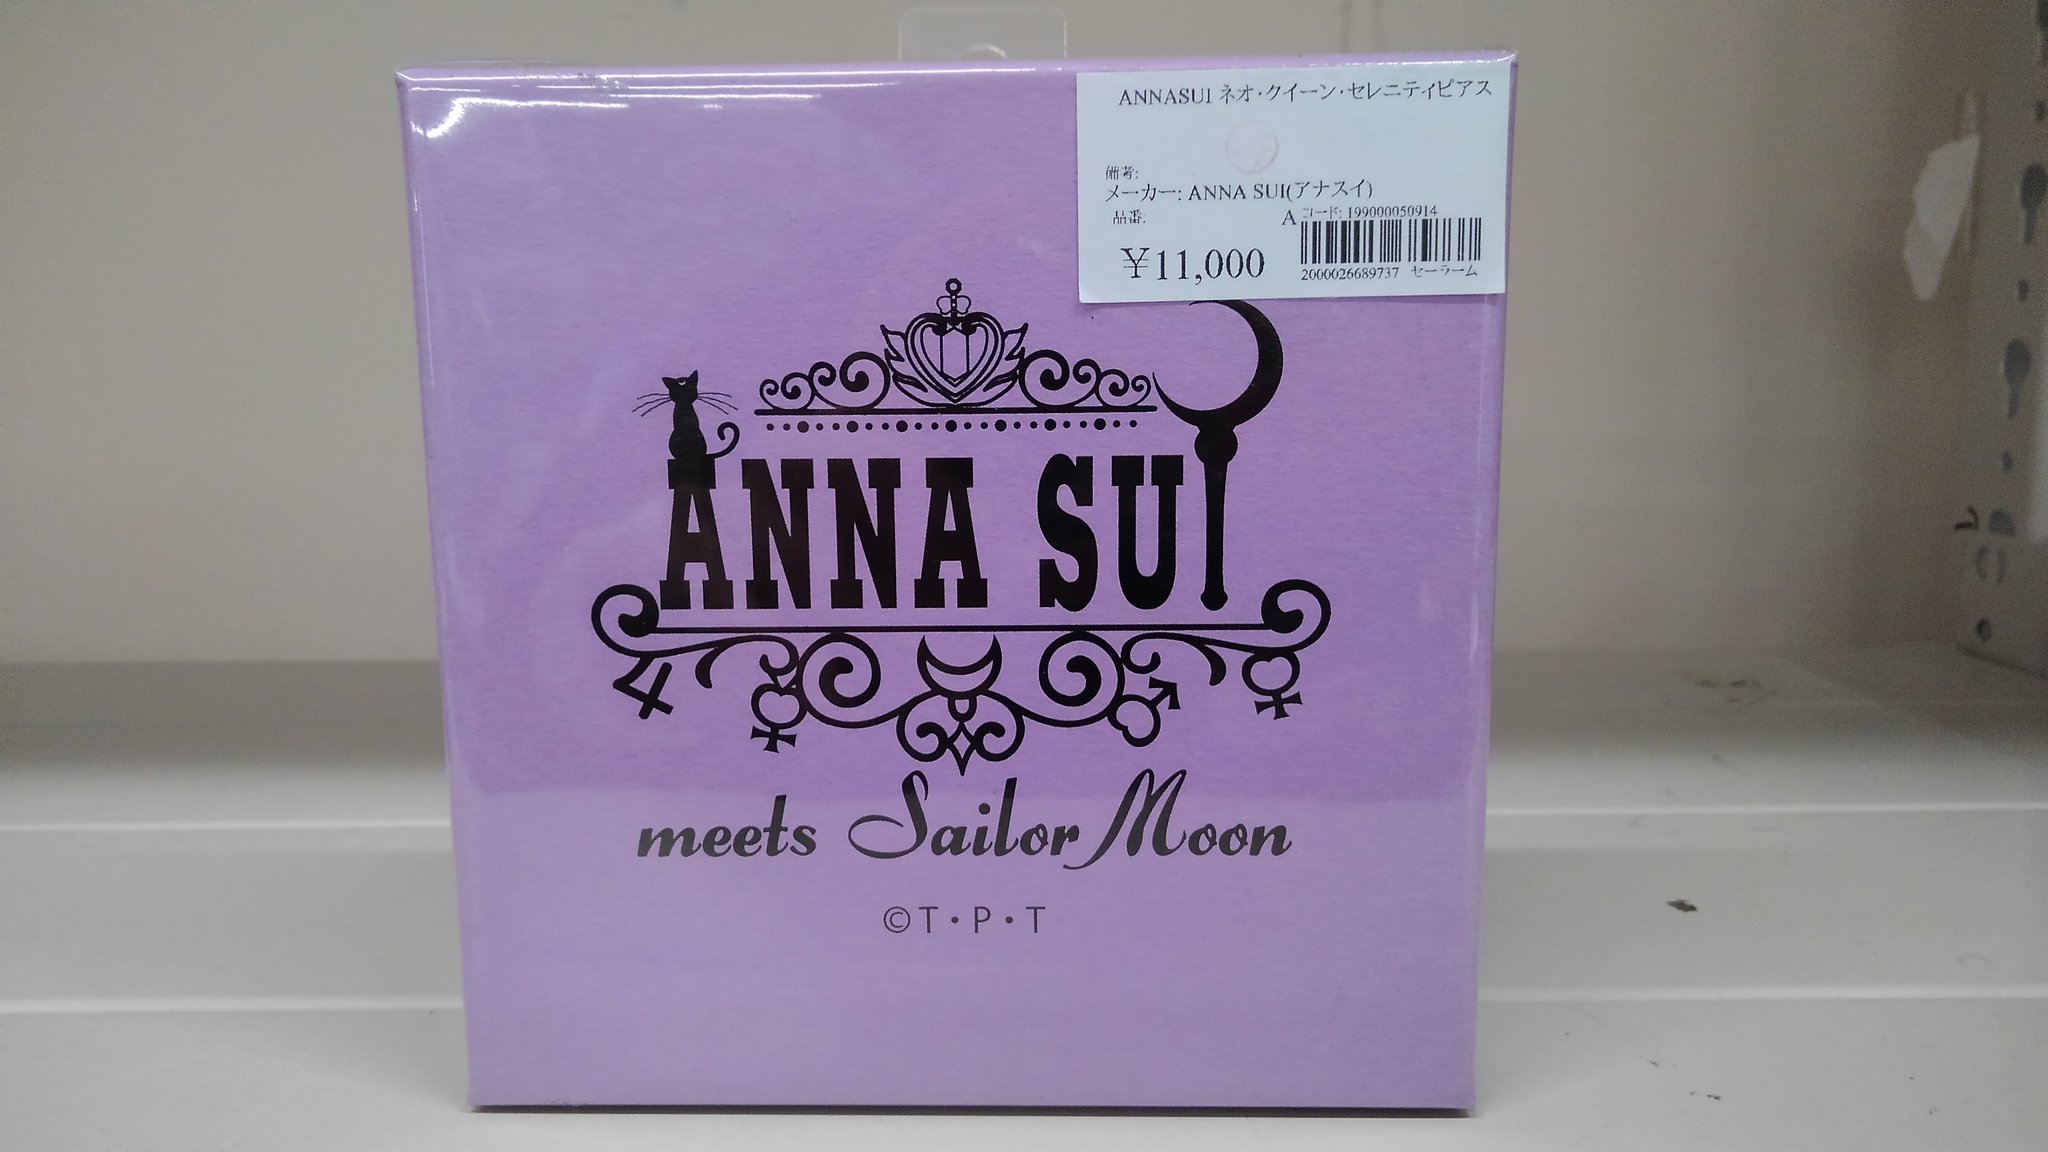 ANNASUI ネオ・クイーン・セレニティピアス
備考:
メーカー: ANNA SUI(アナスイ)
品番:
A コード: 199000050914
¥11,000
2000026689737 セーラーム
ANNA SUI
meets Sailor Moon
©T・P・T